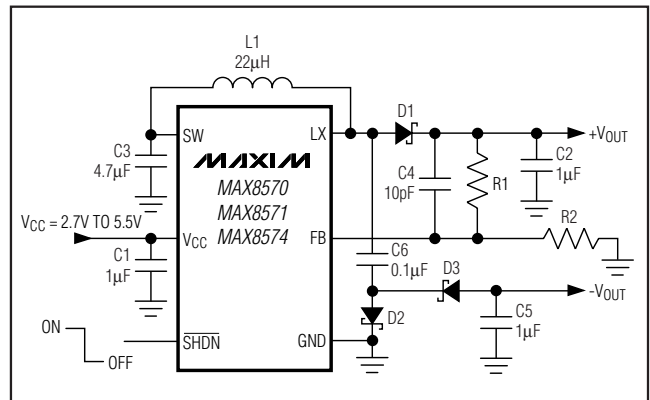 L1
22µH
D1
SW
LX
+VOUT
C3
4.7µF
MAXIM
MAX8570
MAX8571
MAX8574
C4
10pF
R1
C2
1µF
R2
VCC = 2.7V TO 5.5V
VCC
FB
C6
0.1µF
C1
1µF
D3
-VOUT
D2
C5
1µF
ON
OFF
SHDN
GND